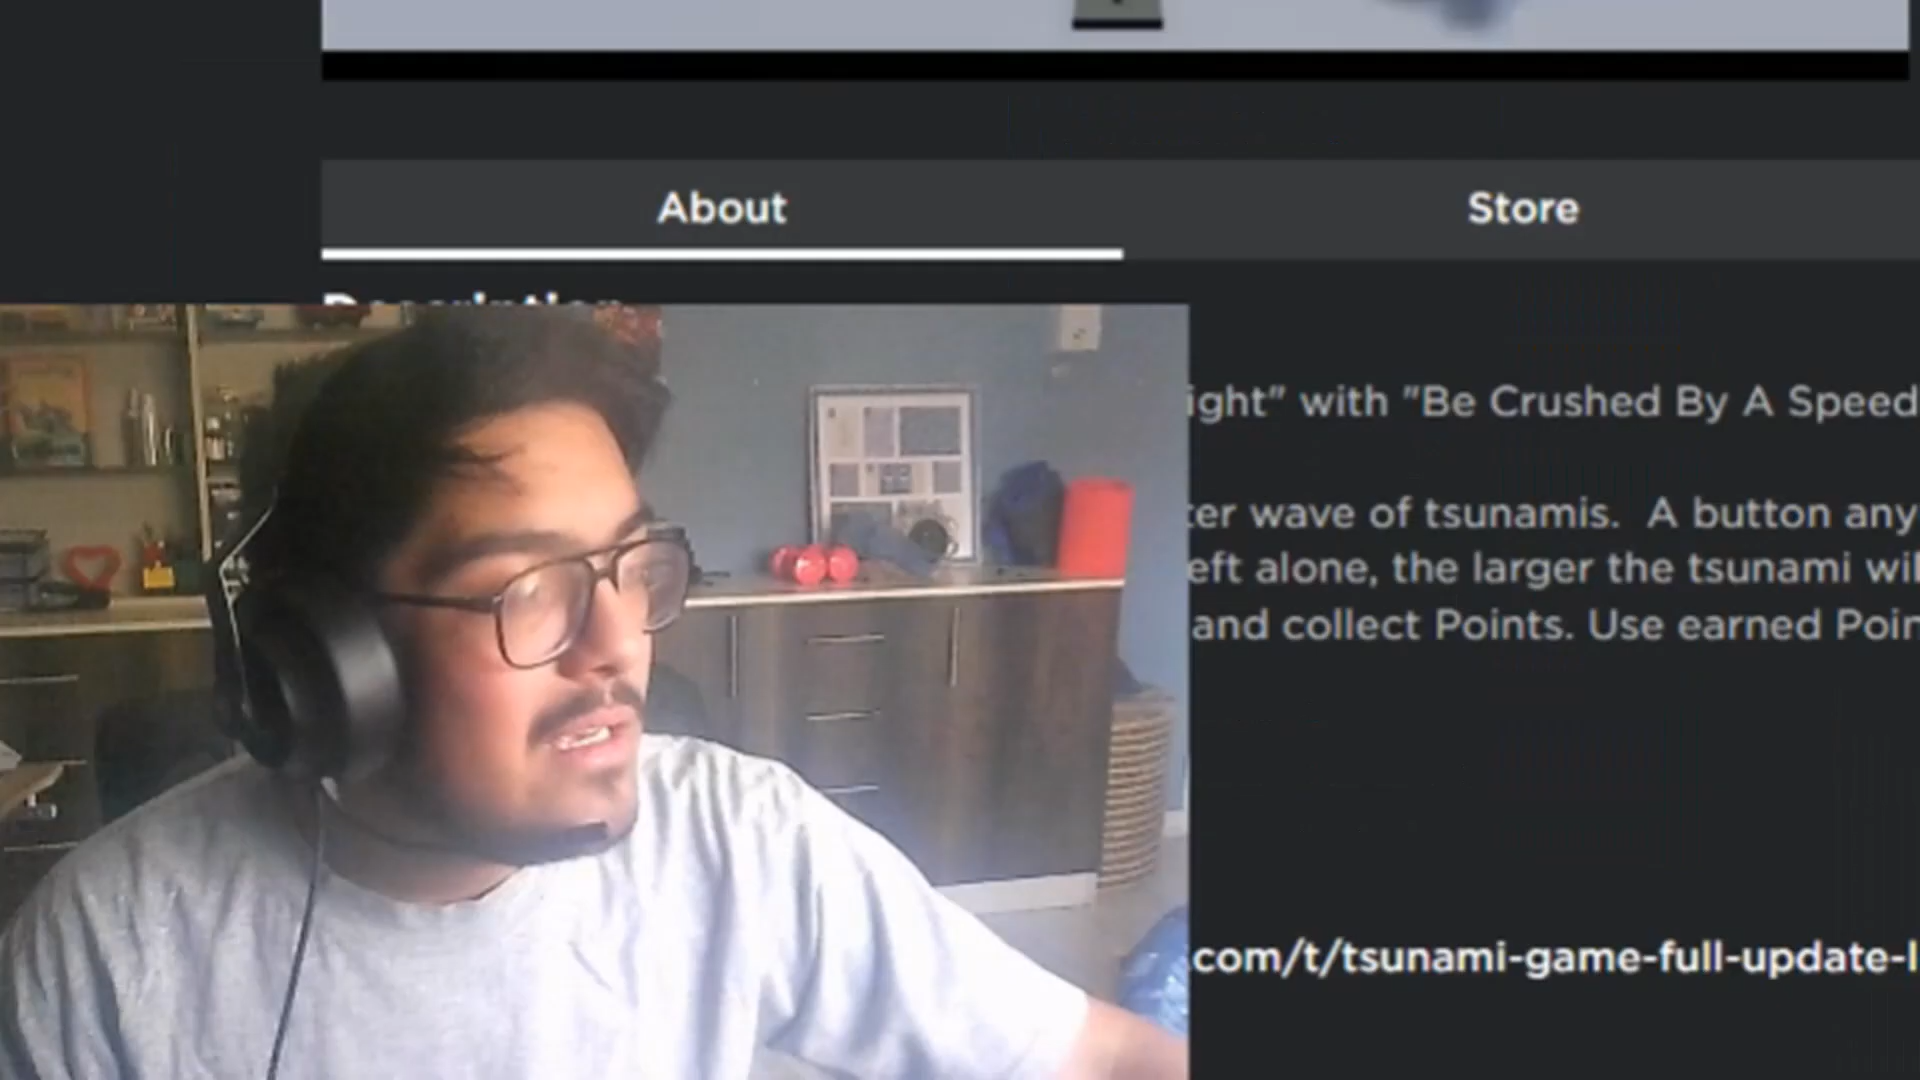 About
Store
Description
ight" with "Be Crushed By A Speed
ter wave of tsunamis. A button any
eft alone, the larger the tsunami wil
and collect Points. Use earned Poin
com/t/tsunami-game-full-update-l